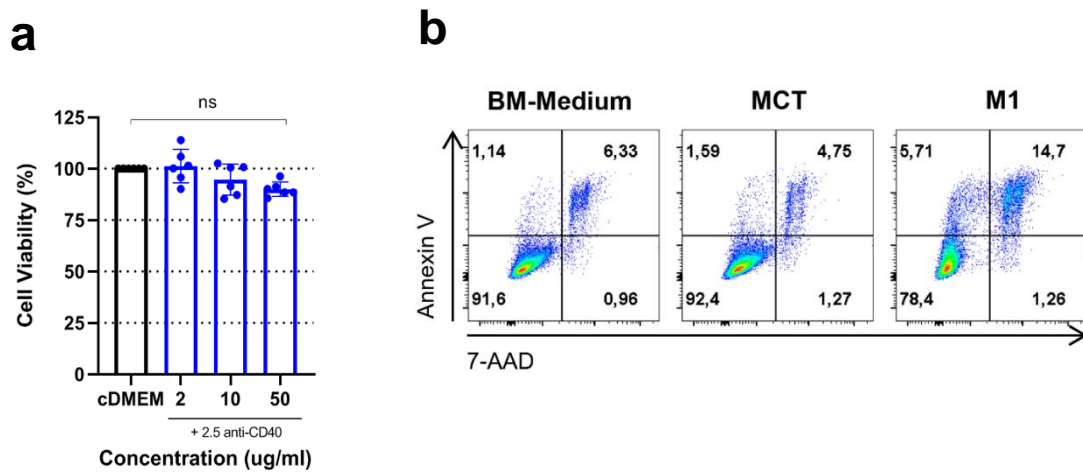 a
ns
125
100
75
50
25
0
Cell Viability (%)
cDMEM 2 10 50
+ 2.5 anti-CD40
Concentration (ug/ml)
b
BM-Medium MCT M1
1,14 6,33 1,59 4,75 5,71 14,7
91,6 0,96 92,4 1,27 78,4 1,26
Annexin V
7-AAD